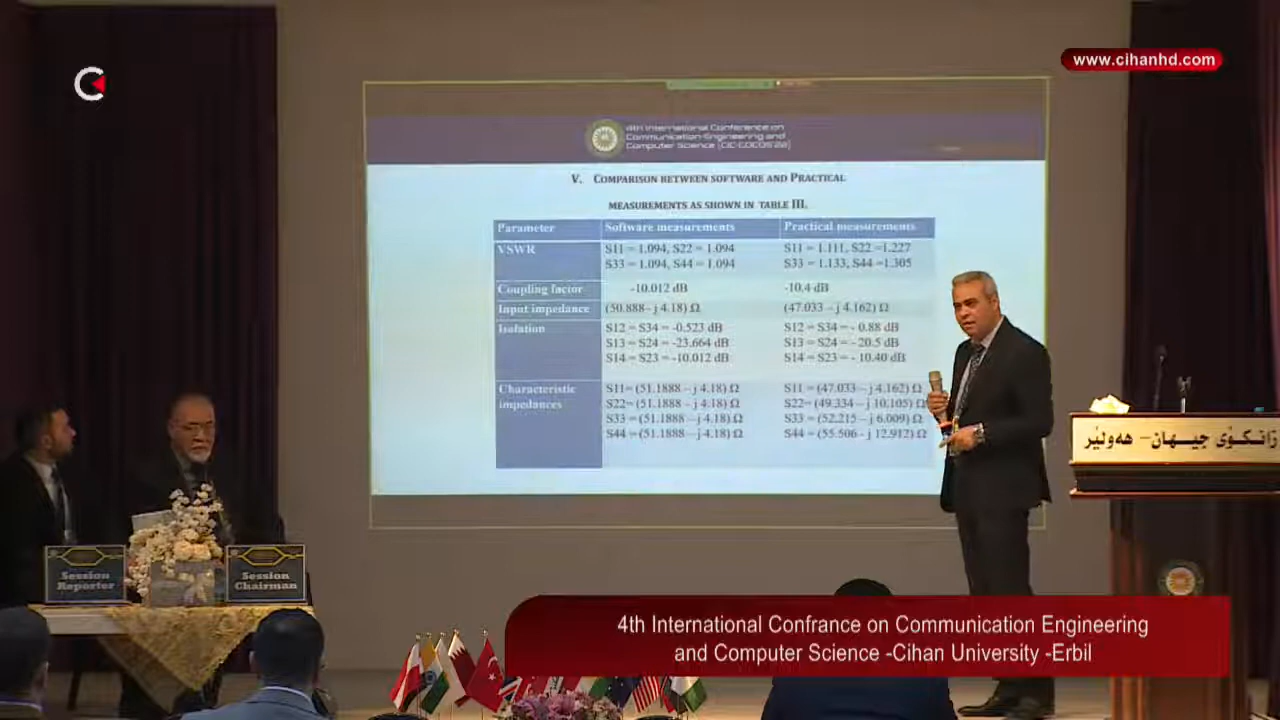 www.cihanhd.com
4th International Conference on
Communication Engineering and
Computer Science (CIC-COCOS'22)
V. COMPARISON BETWEEN SOFTWARE AND PRACTICAL
MEASUREMENTS AS SHOWN IN TABLE III.
Parameter Software measurements Practical measurements
VSWR S11 = 1.094, S22 = 1.094 S11 = 1.111, S22 =1.227
S33 = 1.094, S44 = 1.094 S33 = 1.133, S44 =1.305
Coupling factor -10.012 dB -10.4 dB
Input impedance (50.888– j 4.18) Ω (47.033 – j 4.162) Ω
Isolation S12 = S34 = -0.523 dB S12 = S34 = - 0.88 dB
S13 = S24 = -23.664 dB S13 = S24 = -20.5 dB
S14 = S23 = -10.012 dB S14 = S23 = - 10.40 dB
Characteristic S11= (51.1888 – j 4.18) Ω S11 = (47.033 – j 4.162) Ω
impedances S22= (51.1888 – j 4.18) Ω S22= (49.334 – j 10.105) Ω
S33 = (51.1888 – j 4.18) Ω S33 = (52.215 – j 6.009) Ω
S44 = (51.1888 – j 4.18) Ω S44 = (55.506 - j 12.912) Ω
زانکۆی جیهان - هەولێر
Session
Reporter
Session
Chairman
4th International Confrance on Communication Engineering
and Computer Science -Cihan University -Erbil